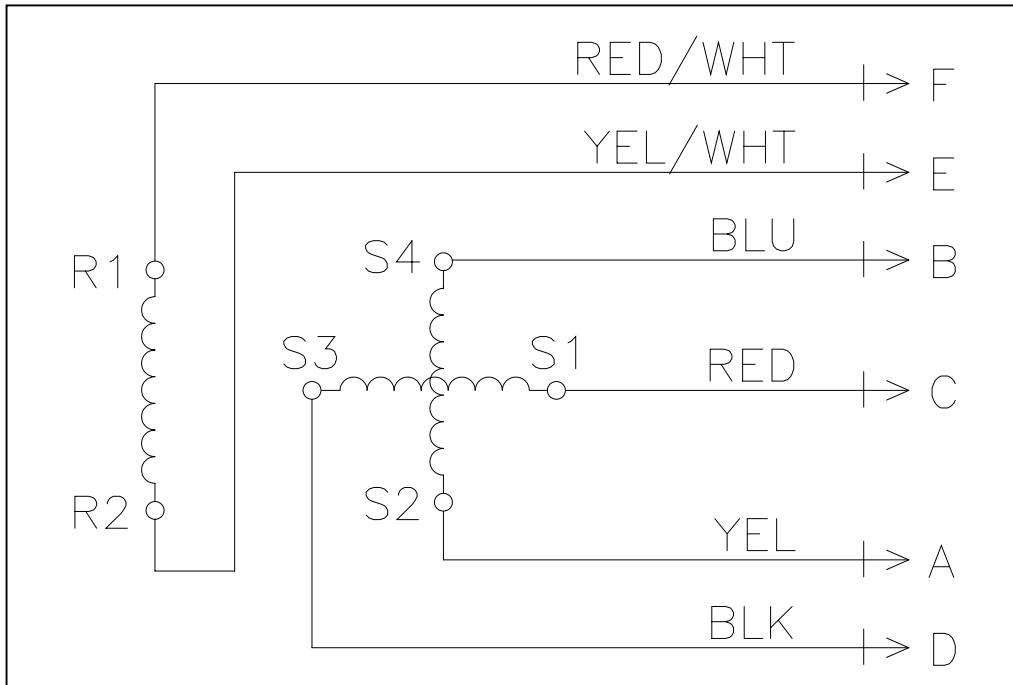 RED/WHT F
YEL/WHT E
BLU B
R1 S4
S3 S1 RED C
R2 S2
YEL A
BLK D